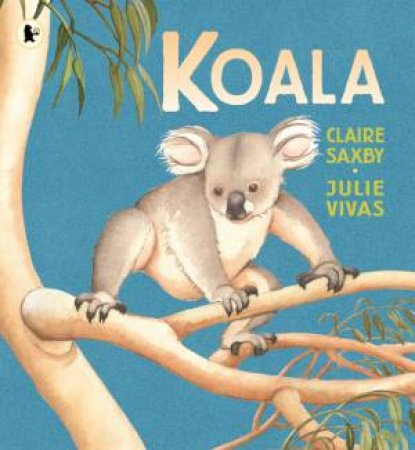 KOALA
CLAIRE
SAXBY
•
JULIE
VIVAS